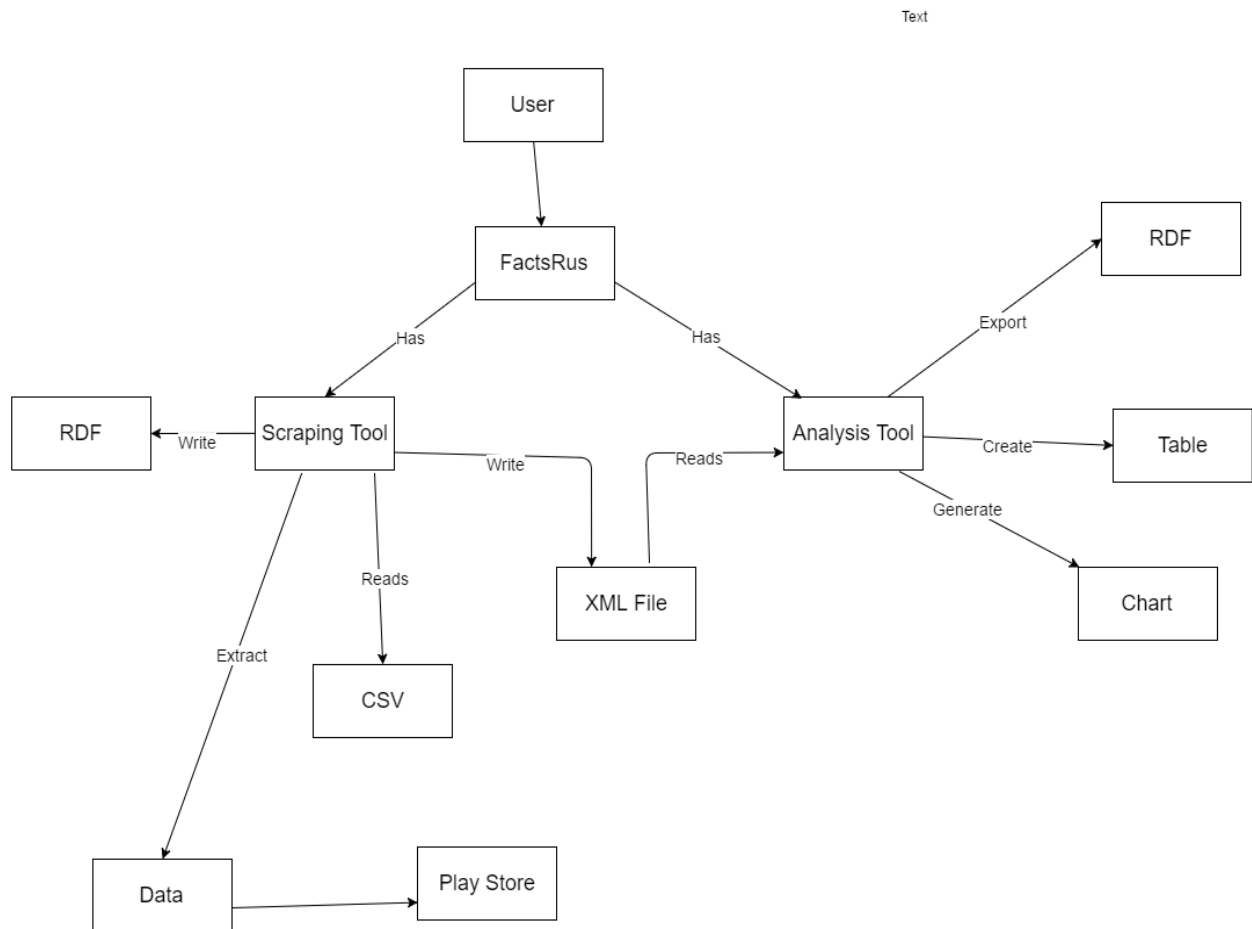 Text
User
FactsRus
RDF
Has
Has
Export
RDF
Write
Scraping Tool
Write
Reads
Analysis Tool
Create
Table
Generate
Reads
XML File
Chart
Extract
CSV
Data
Play Store